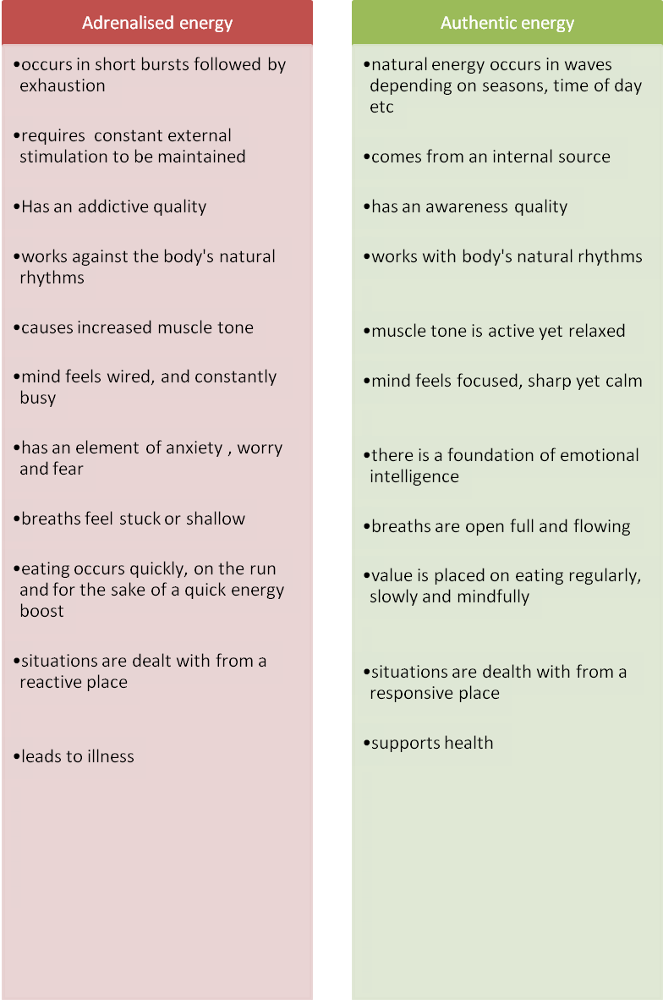 Adrenalised energy
•occurs in short bursts followed by
exhaustion
•requires constant external
stimulation to be maintained
•Has an addictive quality
•works against the body's natural
rhythms
•causes increased muscle tone
•mind feels wired, and constantly
busy
•has an element of anxiety , worry
and fear
•breaths feel stuck or shallow
•eating occurs quickly, on the run
and for the sake of a quick energy
boost
•situations are dealt with from a
reactive place
•leads to illness
Authentic energy
•natural energy occurs in waves
depending on seasons, time of day
etc
•comes from an internal source
•has an awareness quality
•works with body's natural rhythms
•muscle tone is active yet relaxed
•mind feels focused, sharp yet calm
•there is a foundation of emotional
intelligence
•breaths are open full and flowing
•value is placed on eating regularly,
slowly and mindfully
•situations are dealth with from a
responsive place
•supports health